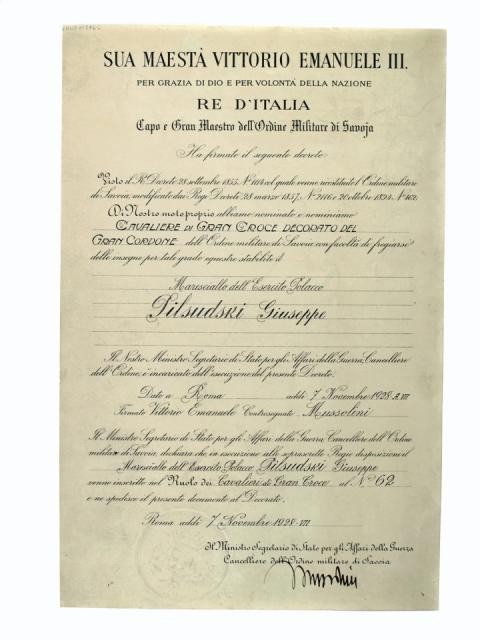 SUA MAESTÀ VITTORIO EMANUELE III.
PER GRAZIA DI DIO E PER VOLONTA DELLA NAZIONE
RE D'ITALIA
Capo e Gran Maestro dell'Ordine Militare di Savoja
Ha firmato il seguente decreto:
Visto il R. Decreto 28 settembre 1855. N° 1114 col quale venne ricostituito l'Ordine militare
di Savoia, modificato dai Regi Decreti 28 marzo 1857, N° 2116 e 20 ottobre 1894. N° 462.
Di Nostro motoproprio abbiamo nominato e nominiamo
CAVALIERE DI GRAN CROCE DECORATO DEL
GRAN CORDONE dell'Ordine militare di Savoia con facoltà di fregiarsi
delle insegne per tale grado equestre stabilite il
Maresciallo dell'Esercito Polacco
Pilsudski Giuseppe
Il Nostro Ministro Segretario di Stato per gli Affari della Guerra, Cancelliere
dell'Ordine, è incaricato dell'esecuzione del presente Decreto.
Dato a Roma addì 7 Novembre 1928 A. VII
Firmato Vittorio Emanuele Controsegnato Mussolini
Il Ministro Segretario di Stato per gli Affari della Guerra Cancelliere dell'Ordine
militare di Savoia, dichiara che in esecuzione alle soprascritte Regie disposizioni il
Maresciallo dell'Esercito Polacco Pilsudski Giuseppe
venne inscritto nel Ruolo dei Cavalieri di Gran Croce al N° 62
e ne spedisce il presente documento al Decorato.
Roma addì 7 Novembre 1928-VII
Il Ministro Segretario di Stato per gli Affari della Guerra
Cancelliere dell'Ordine militare di Savoia
Mussolini